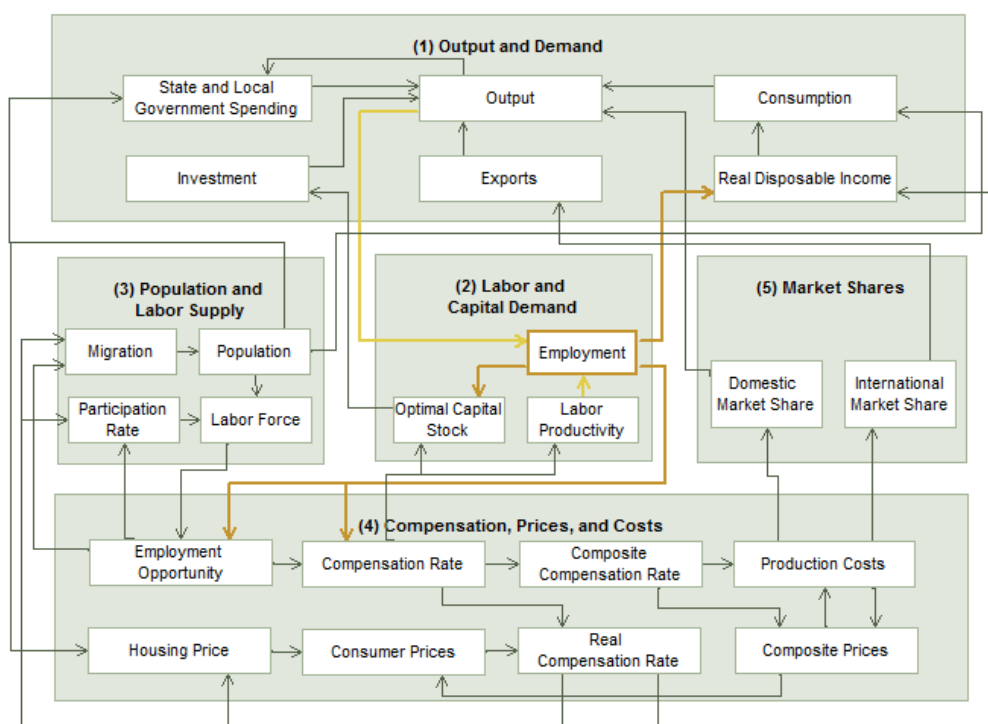 (1) Output and Demand
State and Local
Government Spending
Output
Consumption
Investment
Exports
Real Disposable Income
(3) Population and
Labor Supply
Migration
Population
Participation
Rate
Labor Force
(2) Labor and
Capital Demand
Employment
Optimal Capital
Stock
Labor
Productivity
(5) Market Shares
Domestic
Market Share
International
Market Share
(4) Compensation, Prices, and Costs
Employment
Opportunity
Compensation Rate
Composite
Compensation Rate
Production Costs
Housing Price
Consumer Prices
Real
Compensation Rate
Composite Prices